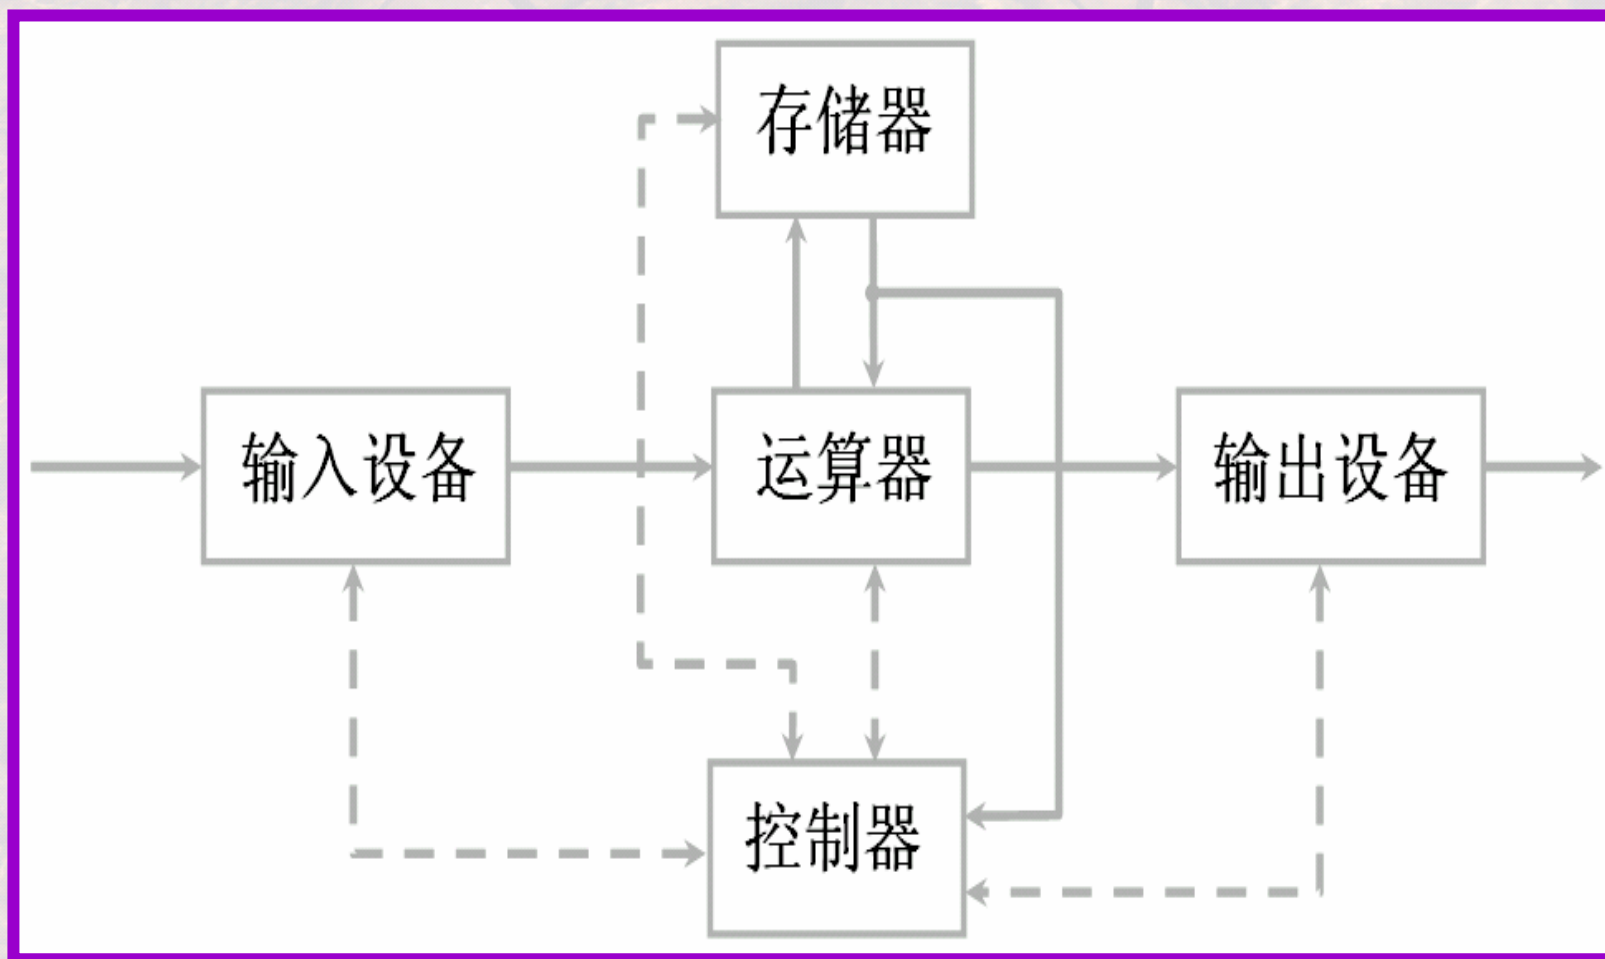 存储器
输入设备
运算器
输出设备
控制器